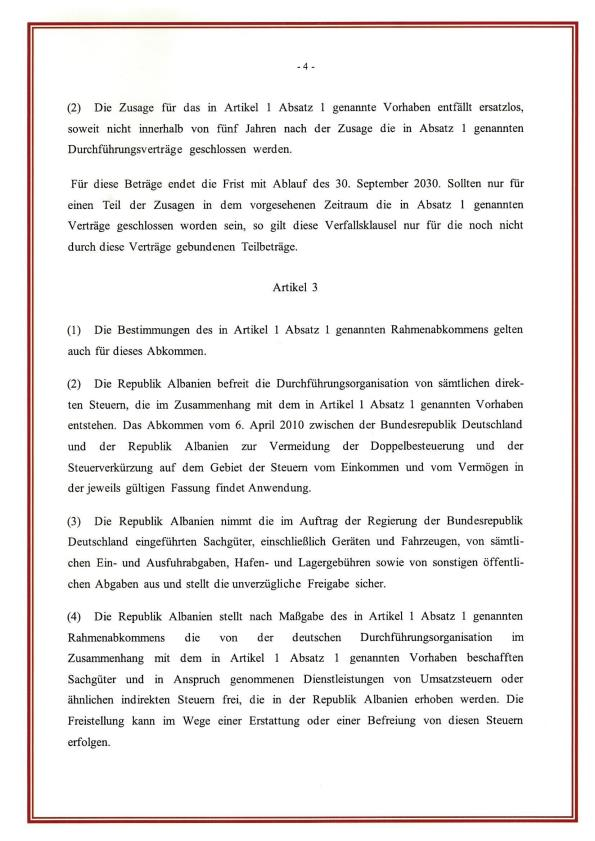 - 4 -
(2) Die Zusage für das in Artikel 1 Absatz 1 genannte Vorhaben entfällt ersatzlos,
soweit nicht innerhalb von fünf Jahren nach der Zusage die in Absatz 1 genannten
Durchführungsverträge geschlossen werden.
Für diese Beträge endet die Frist mit Ablauf des 30. September 2030. Sollten nur für
einen Teil der Zusagen in dem vorgesehenen Zeitraum die in Absatz 1 genannten
Verträge geschlossen worden sein, so gilt diese Verfallsklausel nur für die noch nicht
durch diese Verträge gebundenen Teilbeträge.
Artikel 3
(1) Die Bestimmungen des in Artikel 1 Absatz 1 genannten Rahmenabkommens gelten
auch für dieses Abkommen.
(2) Die Republik Albanien befreit die Durchführungsorganisation von sämtlichen direk-
ten Steuern, die im Zusammenhang mit dem in Artikel 1 Absatz 1 genannten Vorhaben
entstehen. Das Abkommen vom 6. April 2010 zwischen der Bundesrepublik Deutschland
und der Republik Albanien zur Vermeidung der Doppelbesteuerung und der
Steuerverkürzung auf dem Gebiet der Steuern vom Einkommen und vom Vermögen in
der jeweils gültigen Fassung findet Anwendung.
(3) Die Republik Albanien nimmt die im Auftrag der Regierung der Bundesrepublik
Deutschland eingeführten Sachgüter, einschließlich Geräten und Fahrzeugen, von sämtli-
chen Ein- und Ausfuhrabgaben, Hafen- und Lagergebühren sowie von sonstigen öffentli-
chen Abgaben aus und stellt die unverzügliche Freigabe sicher.
(4) Die Republik Albanien stellt nach Maßgabe des in Artikel 1 Absatz 1 genannten
Rahmenabkommens die von der deutschen Durchführungsorganisation im
Zusammenhang mit dem in Artikel 1 Absatz 1 genannten Vorhaben beschafften
Sachgüter und in Anspruch genommenen Dienstleistungen von Umsatzsteuern oder
ähnlichen indirekten Steuern frei, die in der Republik Albanien erhoben werden. Die
Freistellung kann im Wege einer Erstattung oder einer Befreiung von diesen Steuern
erfolgen.